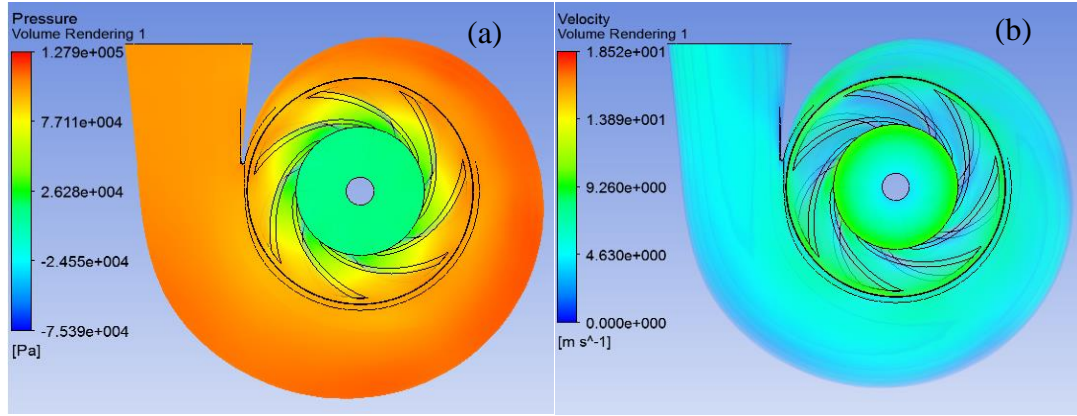 Pressure
Volume Rendering 1
(a)
1.279e+005
7.711e+004
2.628e+004
-2.455e+004
-7.539e+004
[Pa]
Velocity
Volume Rendering 1
(b)
1.852e+001
1.389e+001
9.260e+000
4.630e+000
0.000e+000
[m s^-1]